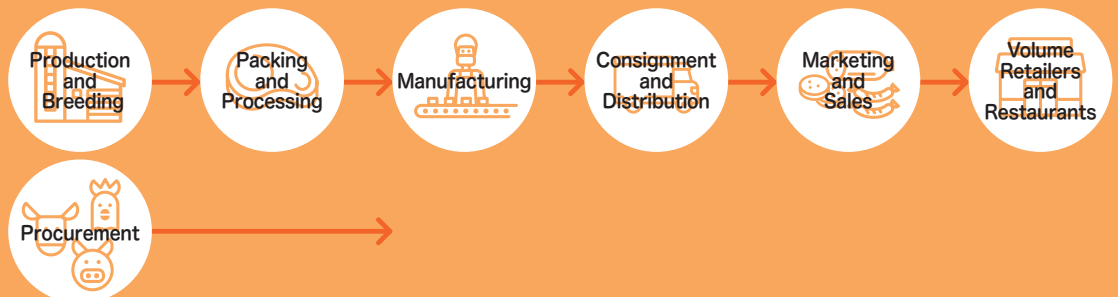 Production
and
Breeding
Packing
and
Processing
Manufacturing
Consignment
and
Distribution
Marketing
and
Sales
Volume
Retailers
and
Restaurants
Procurement